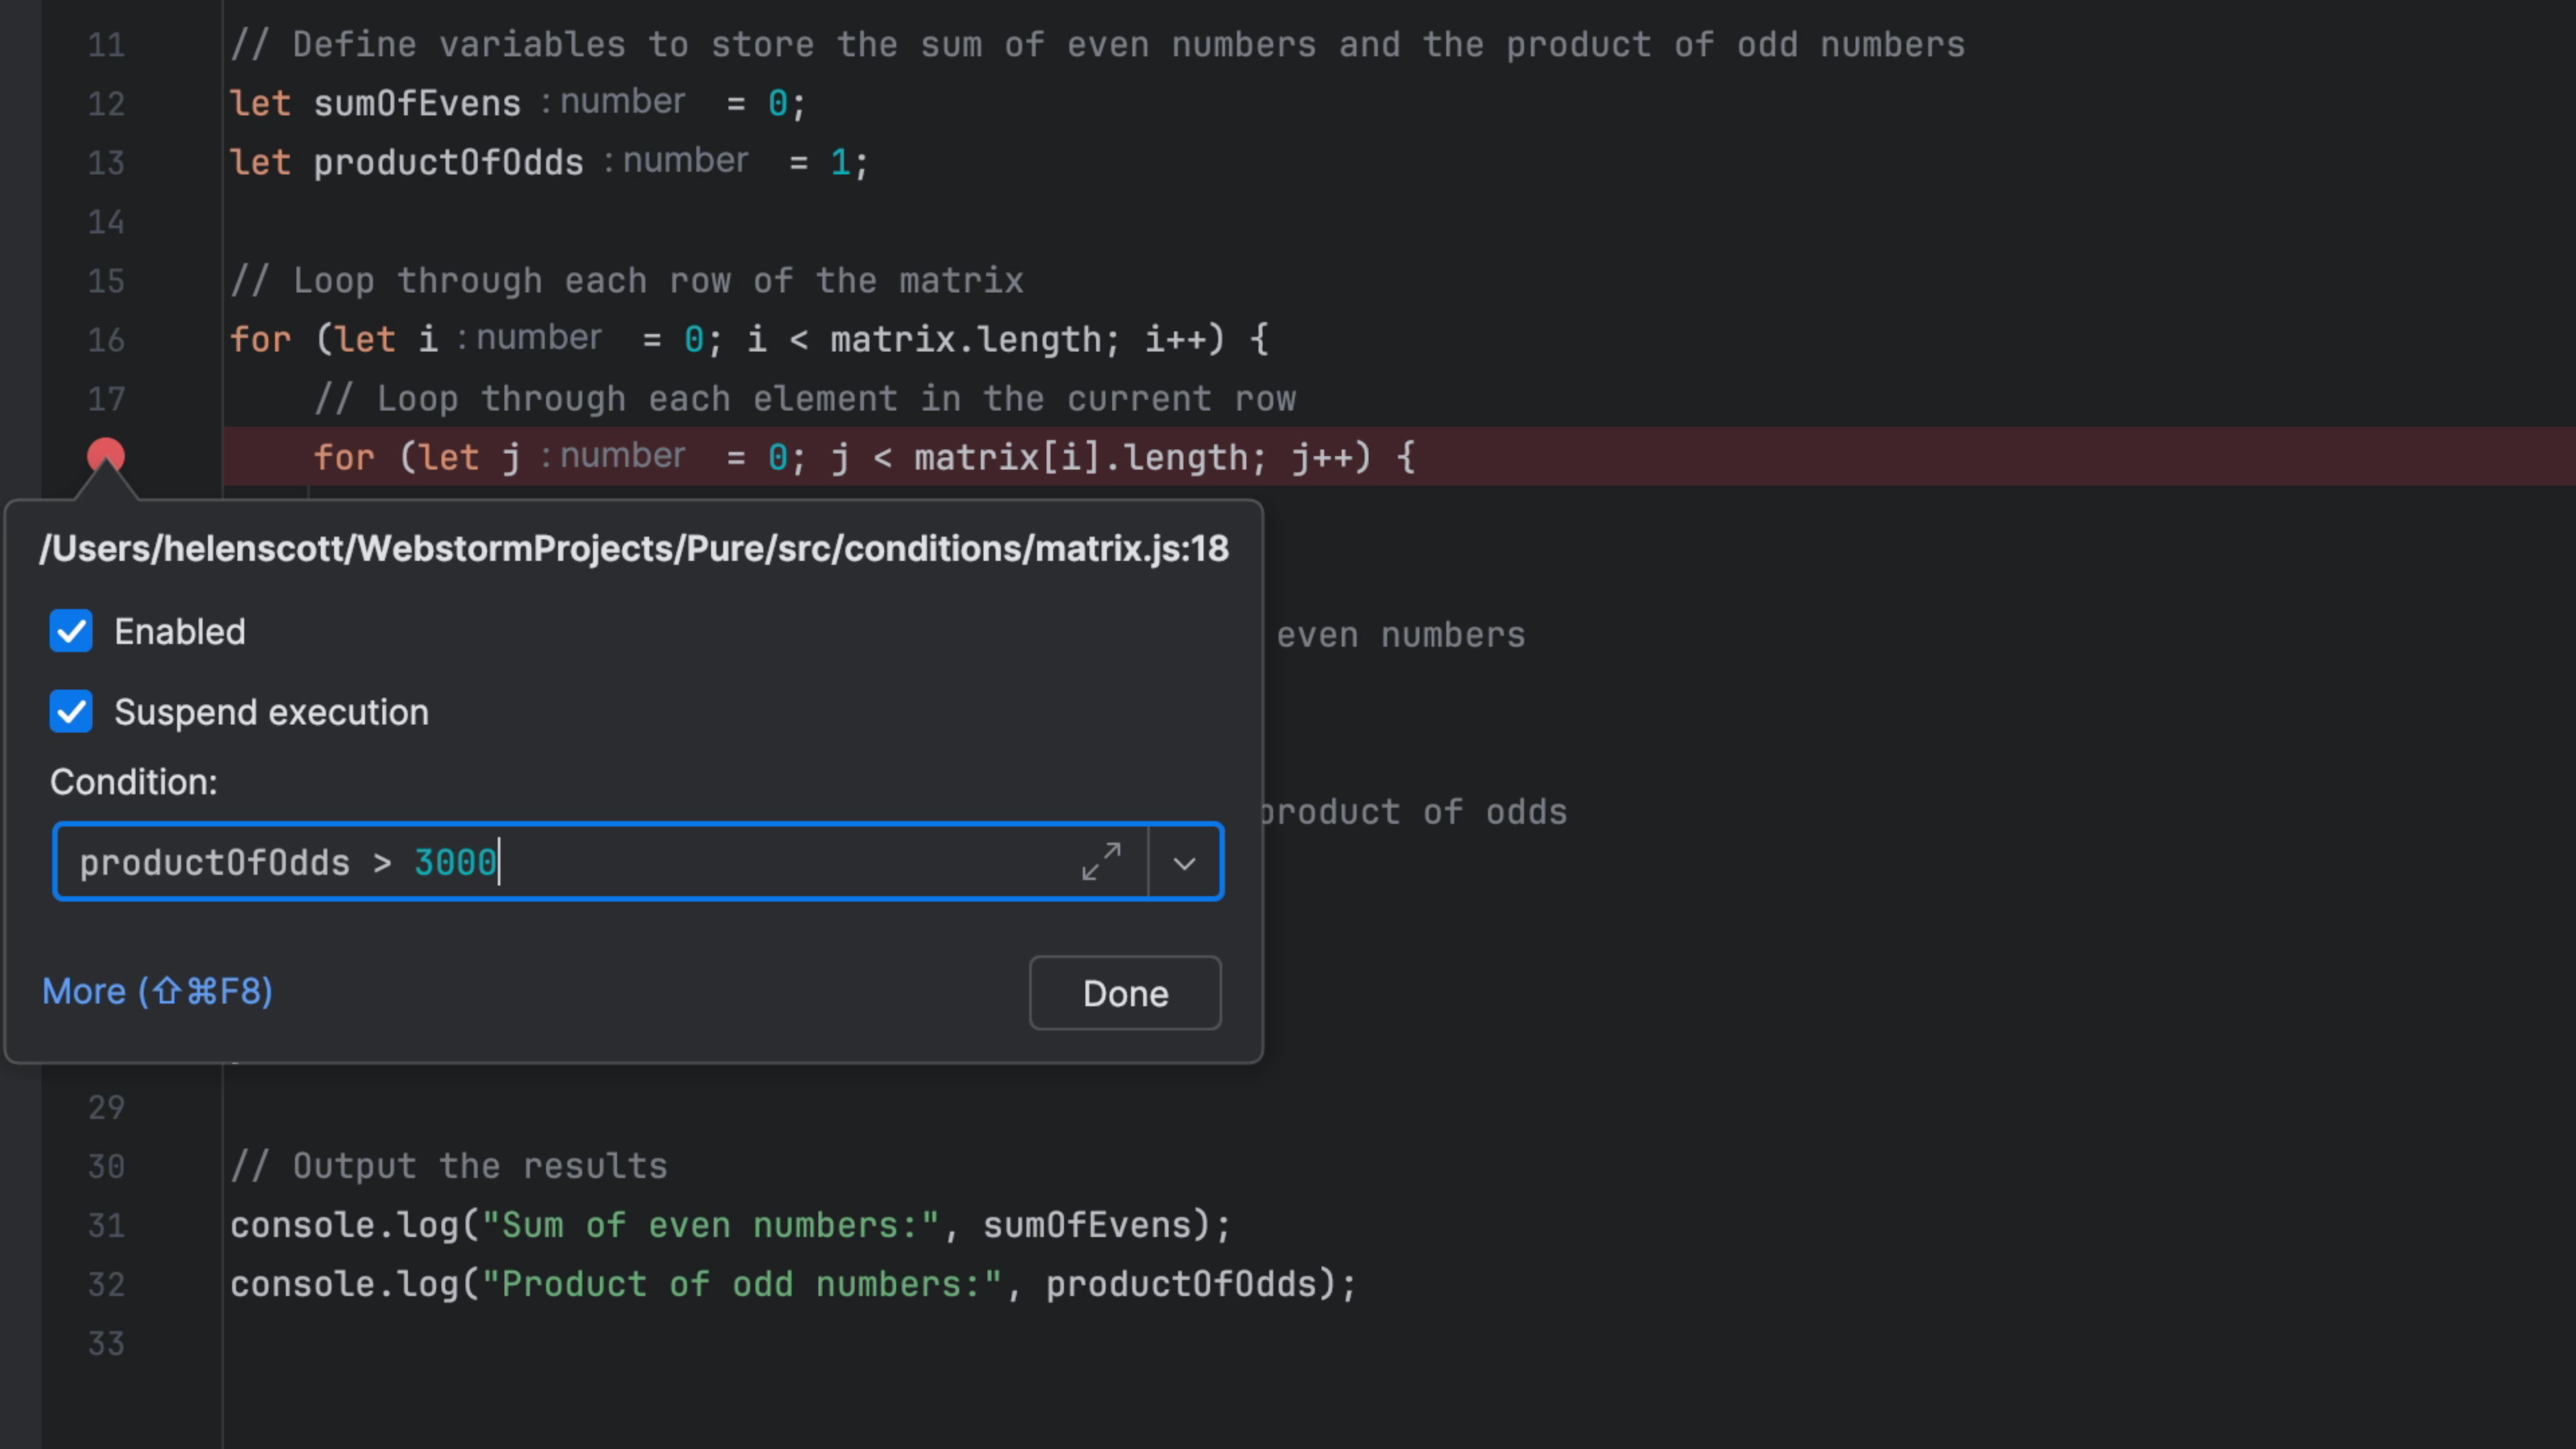 11 // Define variables to store the sum of even numbers and the product of odd numbers
12 let sumOfEvens : number = 0;
13 let productOfOdds : number = 1;
14
15 // Loop through each row of the matrix
16 for (let i : number = 0; i < matrix.length; i++) {
17 // Loop through each element in the current row
for (let j : number = 0; j < matrix[i].length; j++) {
/Users/helenscott/WebstormProjects/Pure/src/conditions/matrix.js:18
Enabled
even numbers
Suspend execution
Condition:
product of odds
productOfOdds > 3000
More (⇧⌘F8)
Done
29
30 // Output the results
31 console.log("Sum of even numbers:", sumOfEvens);
32 console.log("Product of odd numbers:", productOfOdds);
33